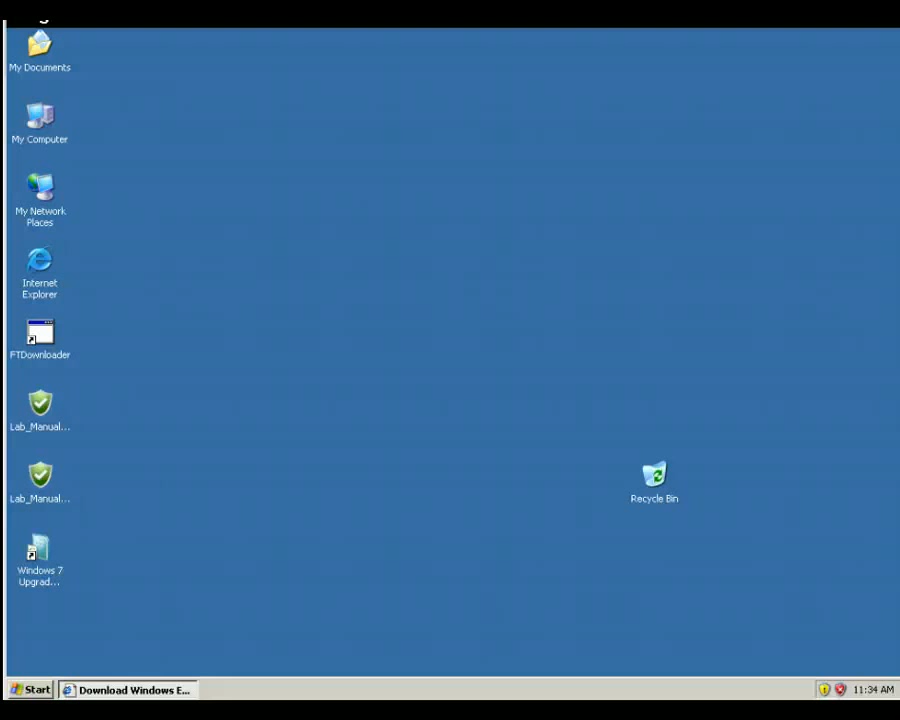 My Documents
My Computer
My Network
Places
Internet
Explorer
FTDownloader
Lab_Manual...
Lab_Manual...
Windows 7
Upgrad...
Recycle Bin
Start
Download Windows E...
11:34 AM